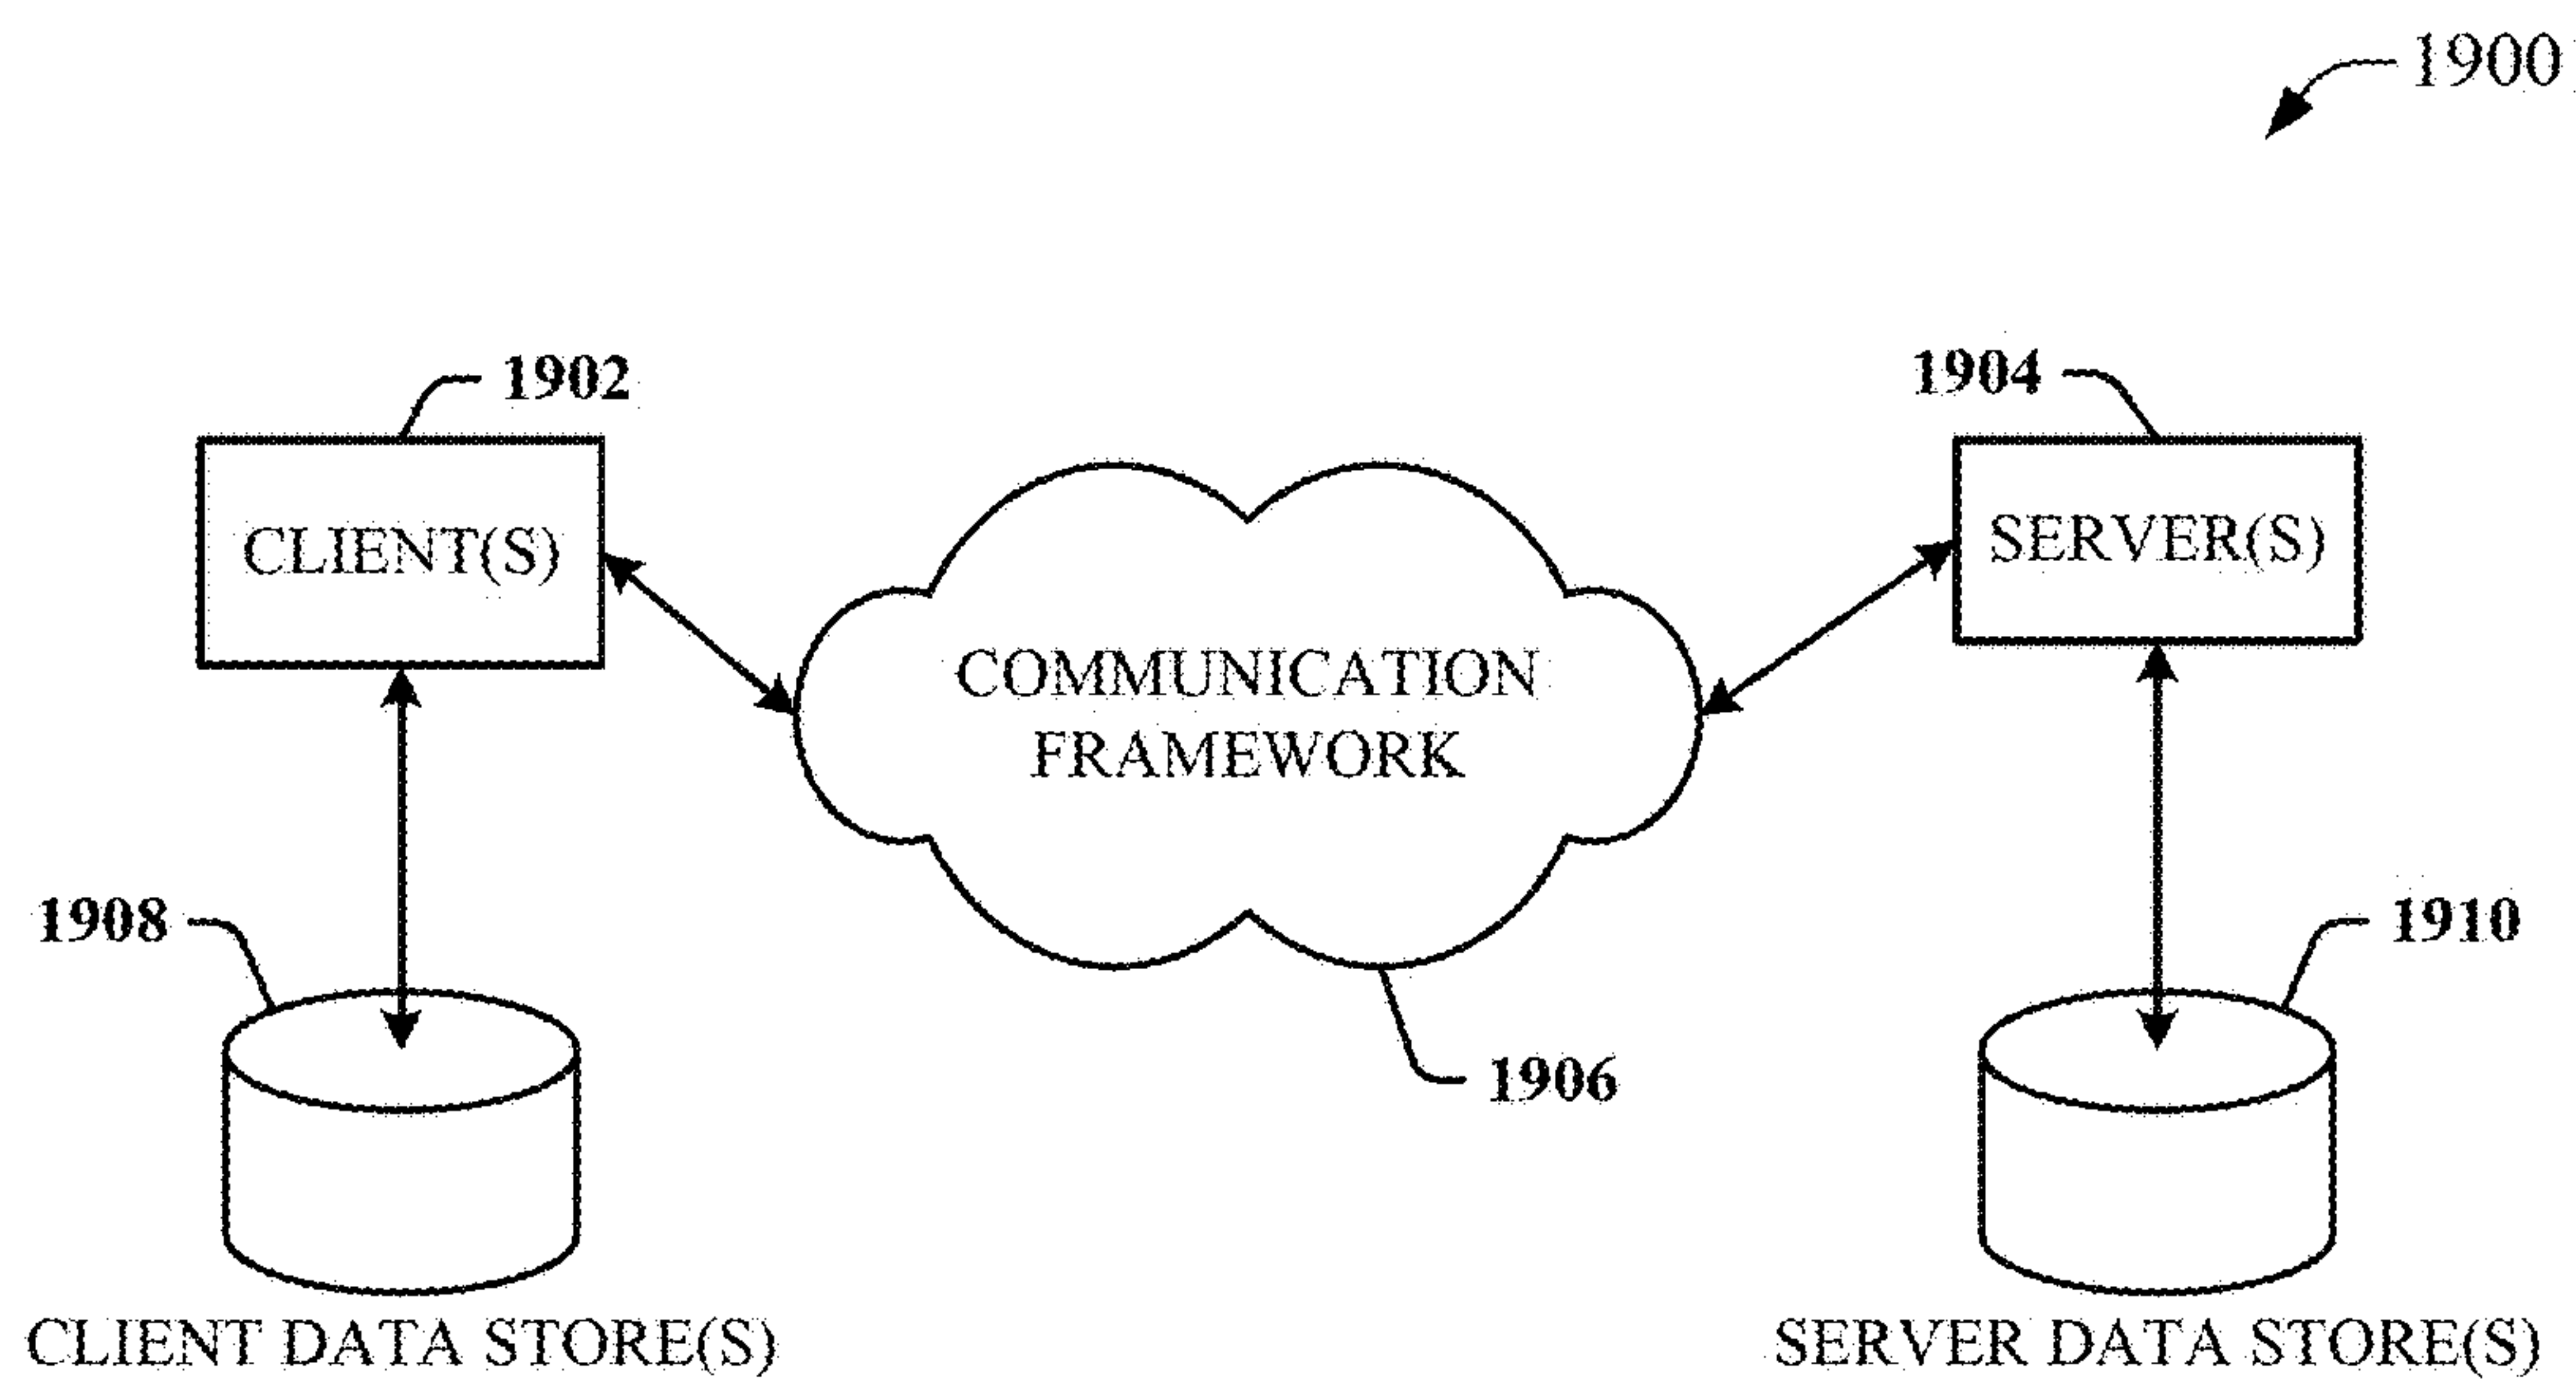 1900
1902
1904
CLIENT(S)
SERVER(S)
COMMUNICATION
FRAMEWORK
1908
1910
1906
CLIENT DATA STORE(S)
SERVER DATA STORE(S)